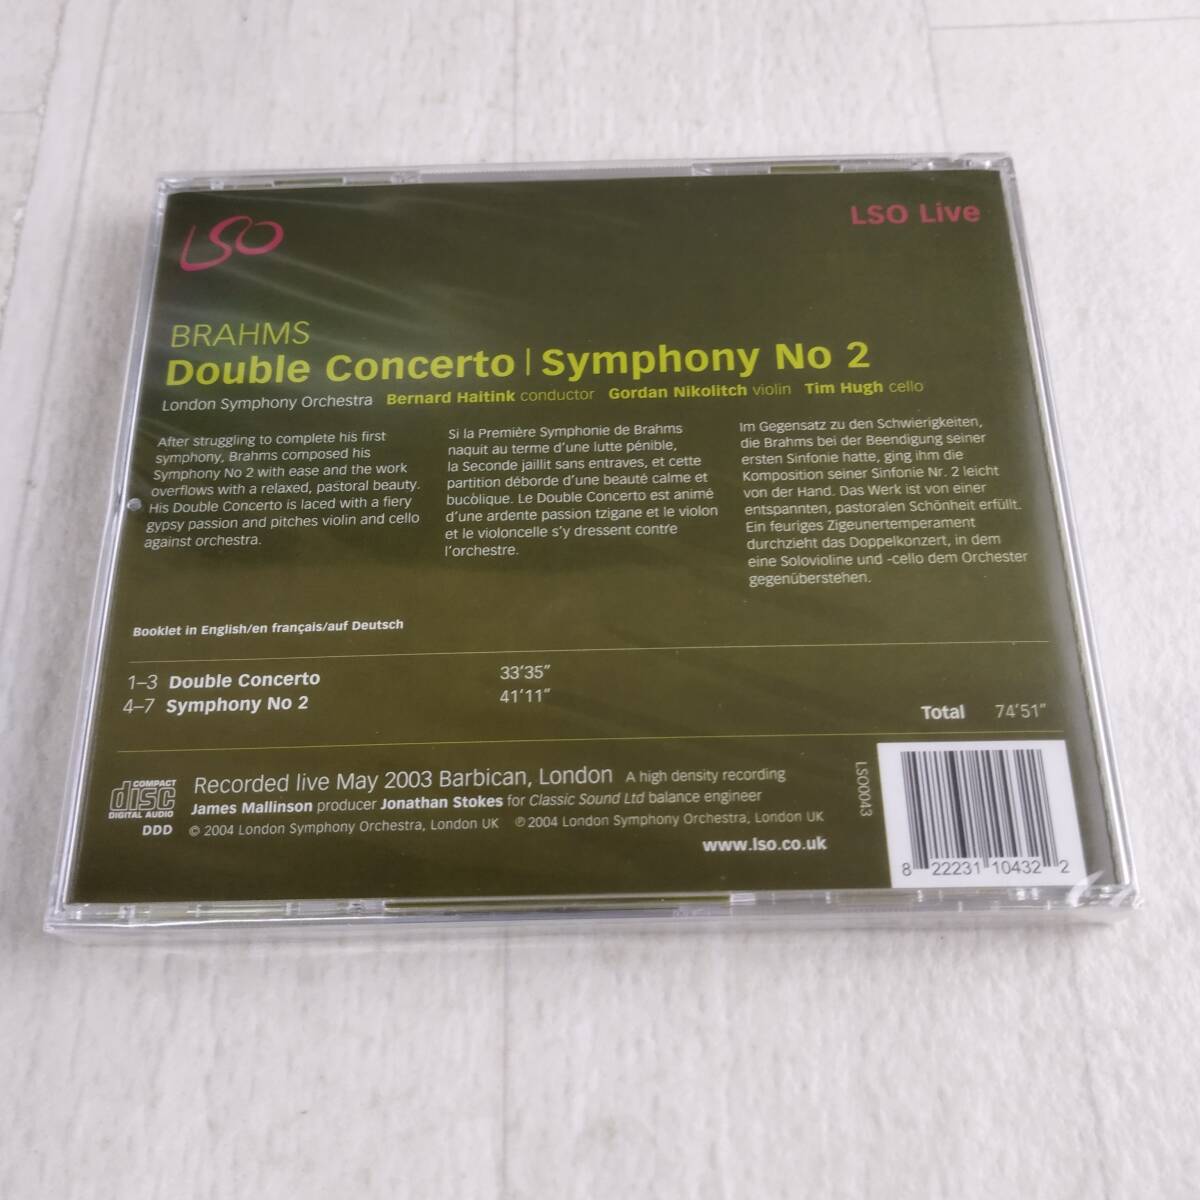 LSO
LSO Live
BRAHMS
Double Concerto | Symphony No 2
London Symphony Orchestra Bernard Haitink conductor Gordan Nikolitch violin Tim Hugh cello
After struggling to complete his first
symphony, Brahms composed his
Symphony No 2 with ease and the work
overflows with a relaxed, pastoral beauty.
His Double Concerto is laced with a fiery
gypsy passion and pitches violin and cello
against orchestra.
Si la Première Symphonie de Brahms
naquit au terme d'une lutte pénible,
la Seconde jaillit sans entraves, et cette
partition déborde d'une beauté calme et
bucolique. Le Double Concerto est animé
d'une ardente passion tzigane et le violon
et le violoncelle s'y dressent contre
l'orchestre.
Im Gegensatz zu den Schwierigkeiten,
die Brahms bei der Beendigung seiner
ersten Sinfonie hatte, ging ihm die
Komposition seiner Sinfonie Nr. 2 leicht
von der Hand. Das Werk ist von einer
entspannten, pastoralen Schönheit erfüllt.
Ein feuriges Zigeunertemperament
durchzieht das Doppelkonzert, in dem
eine Solovioline und -cello dem Orchester
gegenüberstehen.
Booklet in English/en français/auf Deutsch
1–3 Double Concerto 33'35"
4–7 Symphony No 2 41'11"
Total 74'51"
COMPACT
disc
DIGITAL AUDIO
DDD
Recorded live May 2003 Barbican, London A high density recording
James Mallinson producer Jonathan Stokes for Classic Sound Ltd balance engineer
© 2004 London Symphony Orchestra, London UK ℗ 2004 London Symphony Orchestra, London UK
www.lso.co.uk
LSO0043
8 22231 10432 2